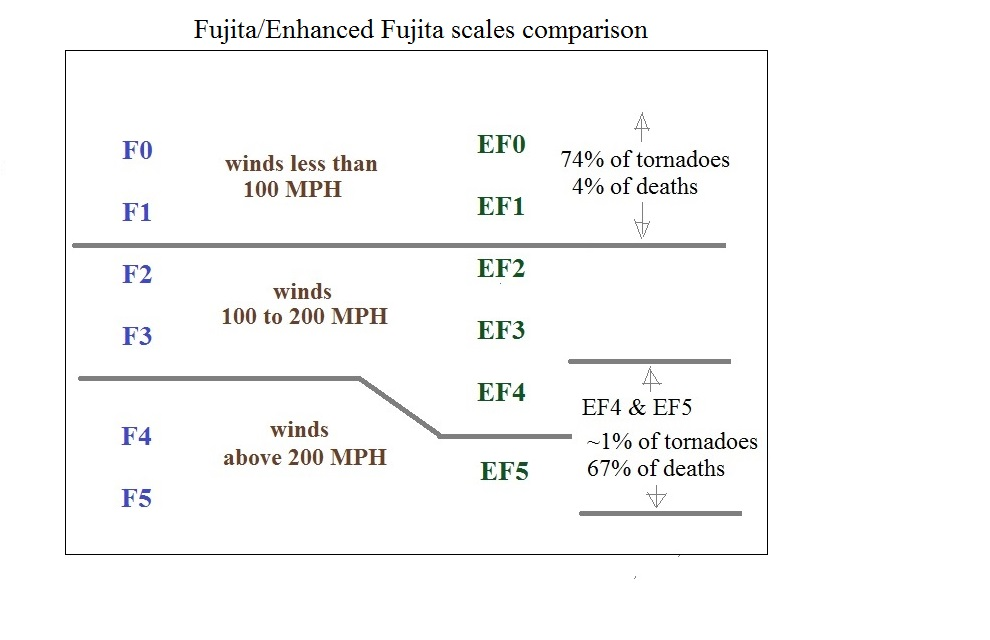 Fujita/Enhanced Fujita scales comparison
F0
winds less than
100 MPH
F1
EF0
EF1
74% of tornadoes
4% of deaths
F2
winds
100 to 200 MPH
F3
EF2
EF3
EF4
F4
winds
above 200 MPH
F5
EF5
EF4 & EF5
~1% of tornadoes
67% of deaths